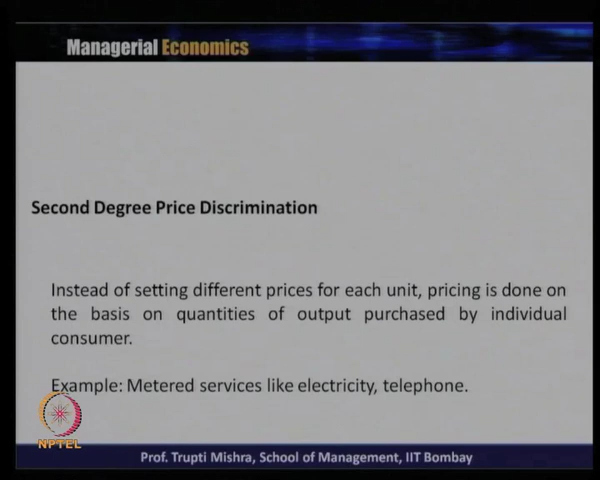 Managerial Economics
Second Degree Price Discrimination
Instead of setting different prices for each unit, pricing is done on
the basis on quantities of output purchased by individual
consumer.
Example: Metered services like electricity, telephone.
NPTEL
Prof. Trupti Mishra, School of Management, IIT Bombay